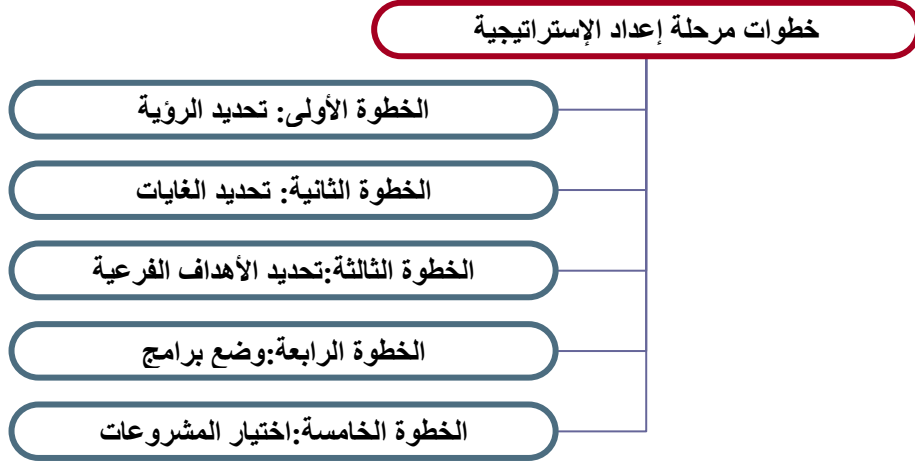 خطوات مرحلة إعداد الإستراتيجية
الخطوة الأولى: تحديد الرؤية
الخطوة الثانية: تحديد الغايات
الخطوة الثالثة:تحديد الأهداف الفرعية
الخطوة الرابعة:وضع برامج
الخطوة الخامسة:اختيار المشروعات